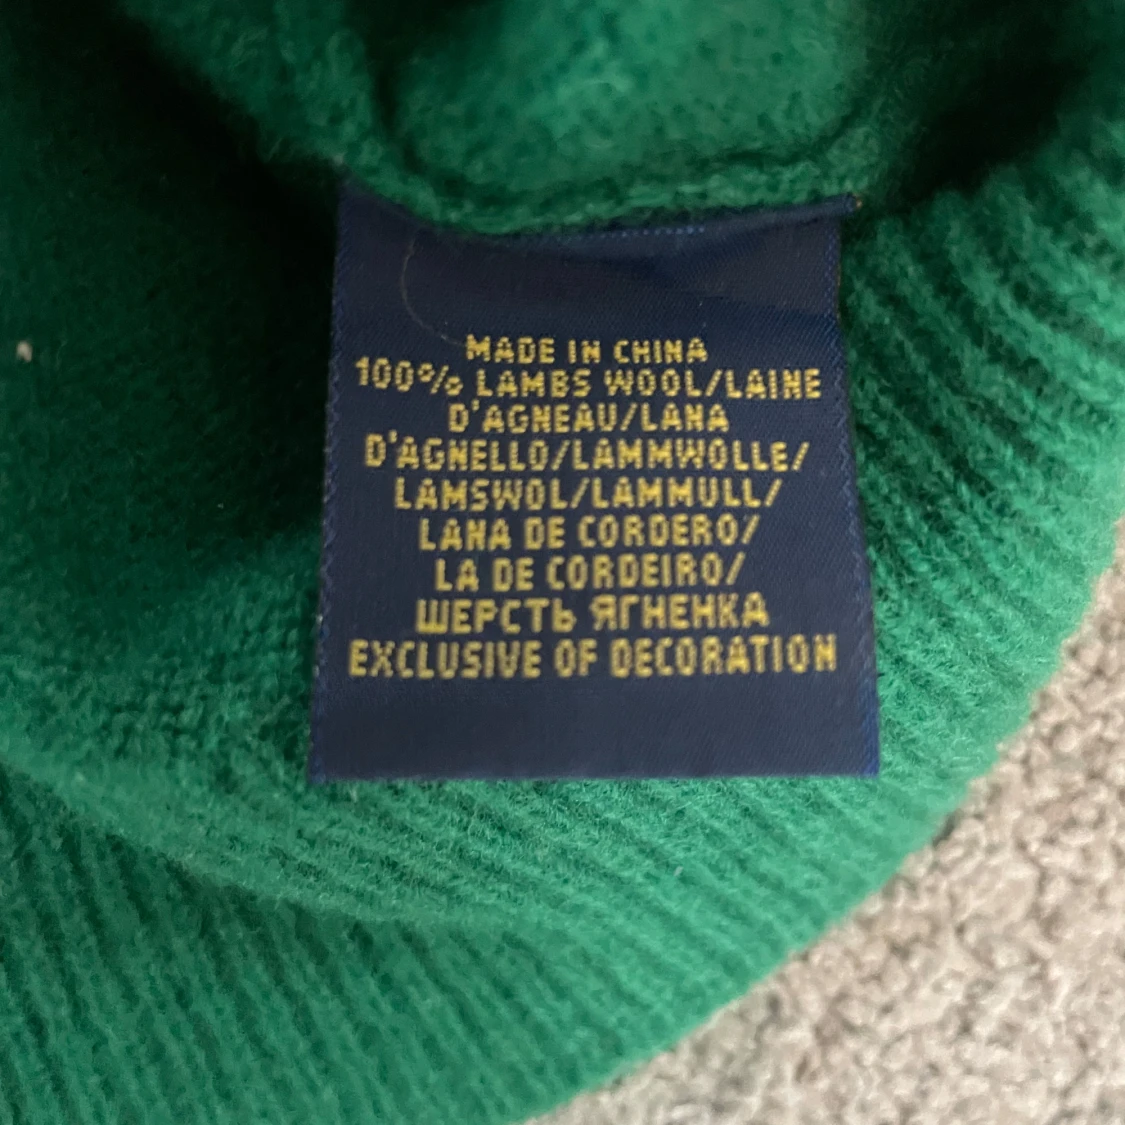 MADE IN CHINA
100% LAMBS WOOL/LAINE
D'AGNEAU/LANA
D'AGNELLO/LAMMWOLLE/
LAMSWOL/LAMMULL/
LANA DE CORDERO/
LA DE CORDEIRO/
ШЕРСТЬ ЯГНЕНКА
EXCLUSIVE OF DECORATION